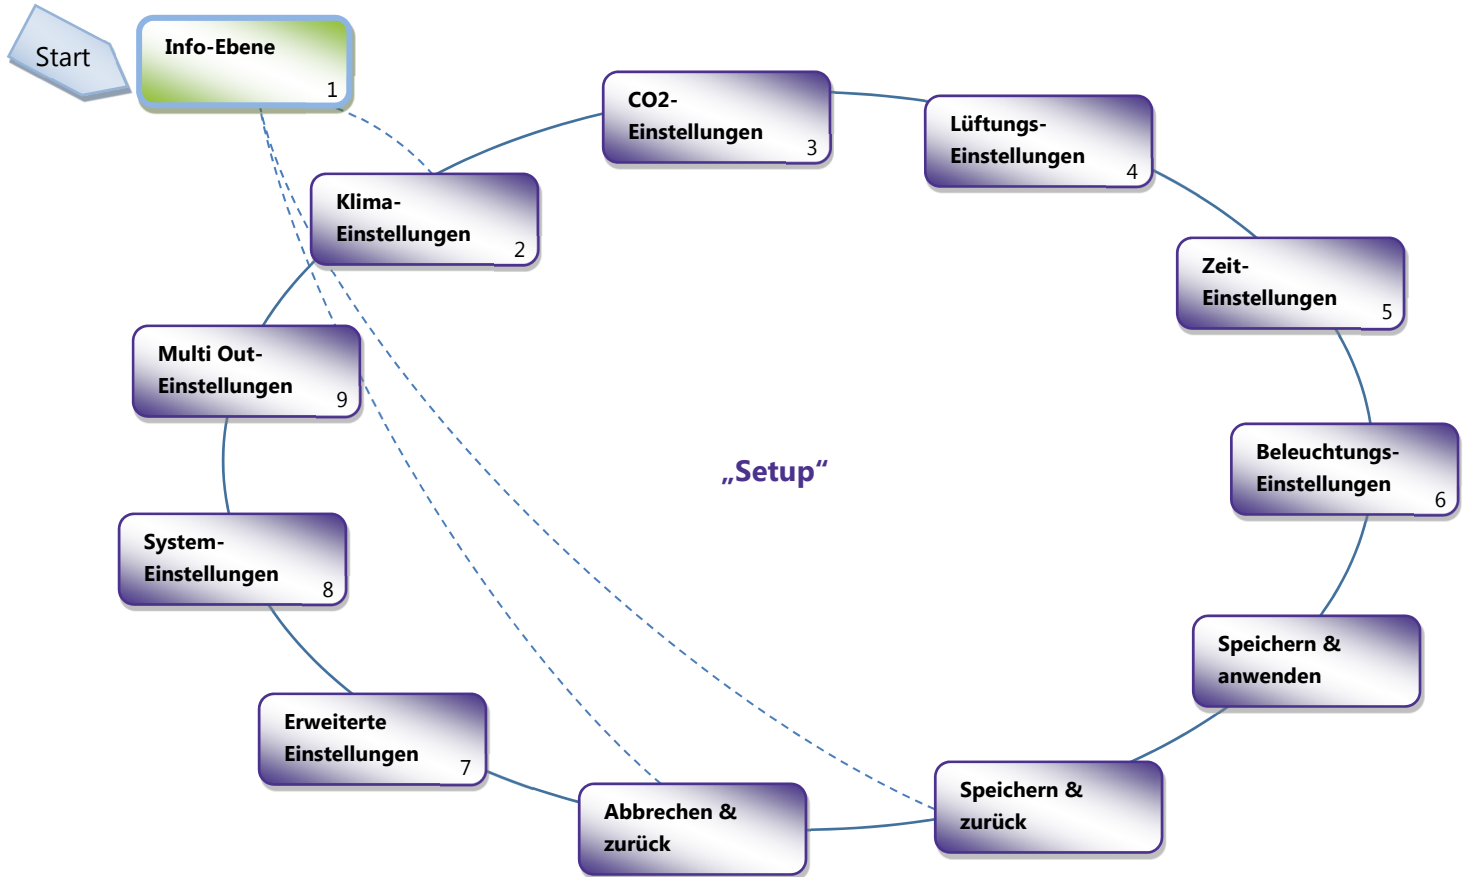 Start
Info-Ebene
1
CO2-
Einstellungen
3
Lüftungs-
Einstellungen
4
Klima-
Einstellungen
2
Zeit-
Einstellungen
5
Multi Out-
Einstellungen
9
Beleuchtungs-
Einstellungen
6
„Setup“
System-
Einstellungen
8
Speichern &
anwenden
Erweiterte
Einstellungen
7
Speichern &
zurück
Abbrechen &
zurück